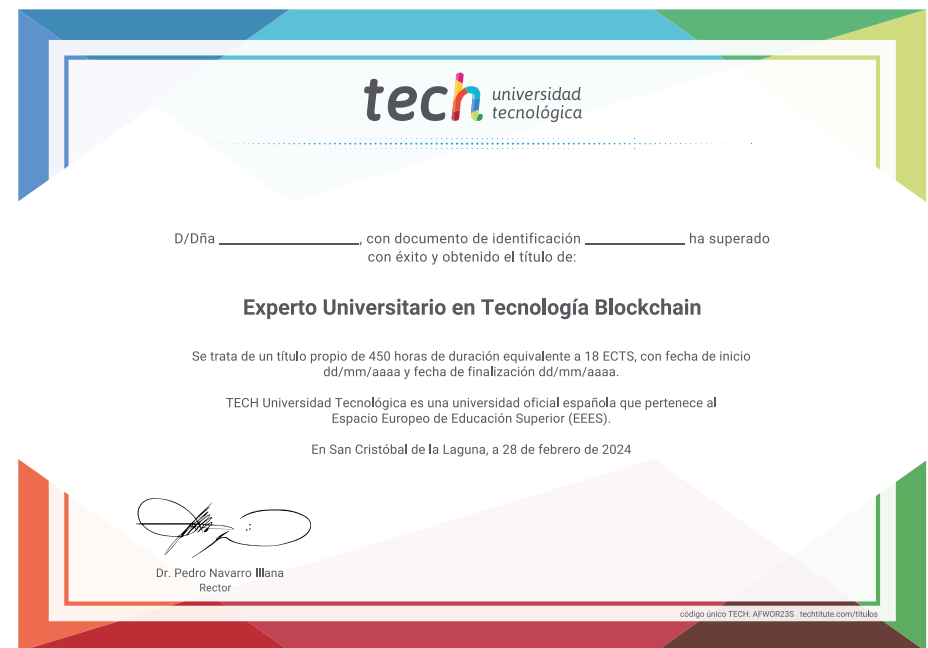 tech universidad
tecnológica
D/Dña ____________________, con documento de identificación ______________ ha superado
con éxito y obtenido el título de:
Experto Universitario en Tecnología Blockchain
Se trata de un título propio de 450 horas de duración equivalente a 18 ECTS, con fecha de inicio
dd/mm/aaaa y fecha de finalización dd/mm/aaaa.
TECH Universidad Tecnológica es una universidad oficial española que pertenece al
Espacio Europeo de Educación Superior (EEES).
En San Cristóbal de la Laguna, a 28 de febrero de 2024
Dr. Pedro Navarro Illana
Rector
código único TECH: AFWOR23S techtitute.com/titulos